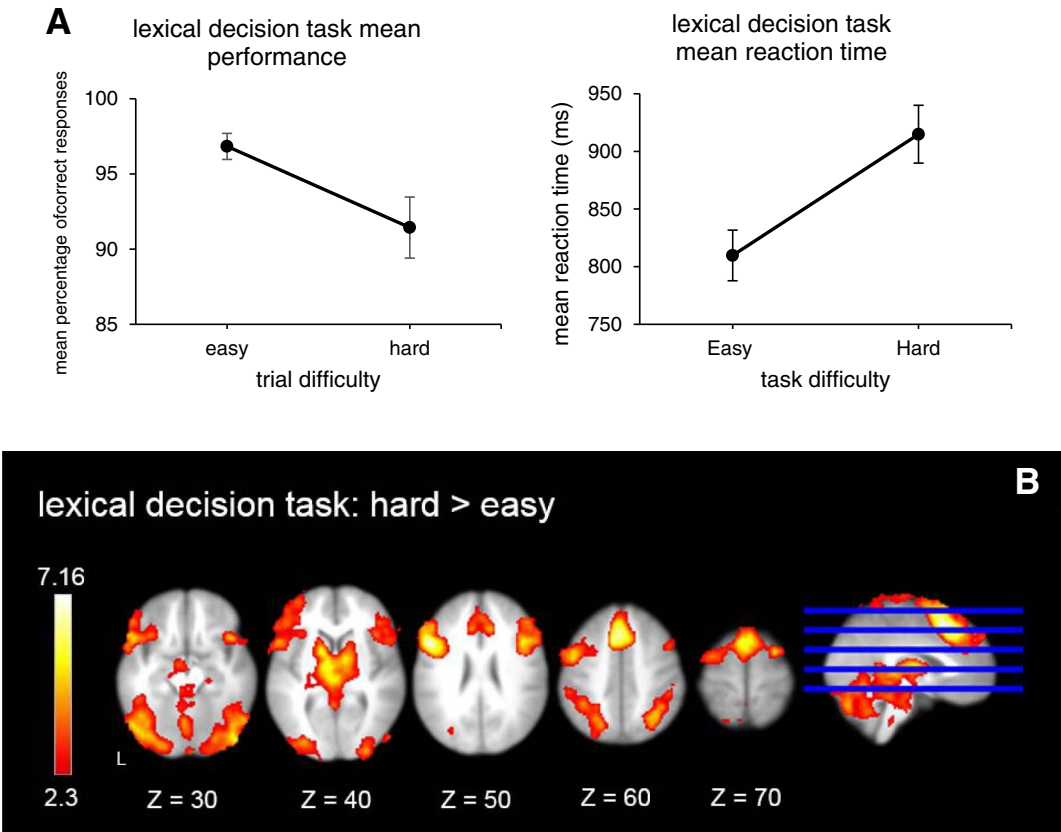 A
lexical decision task mean
performance
mean percentage ofcorrect responses
100
95
90
85
easy hard
trial difficulty
lexical decision task
mean reaction time
mean reaction time (ms)
950
900
850
800
750
Easy Hard
task difficulty
B
lexical decision task: hard > easy
7.16
2.3
L
Z = 30 Z = 40 Z = 50 Z = 60 Z = 70